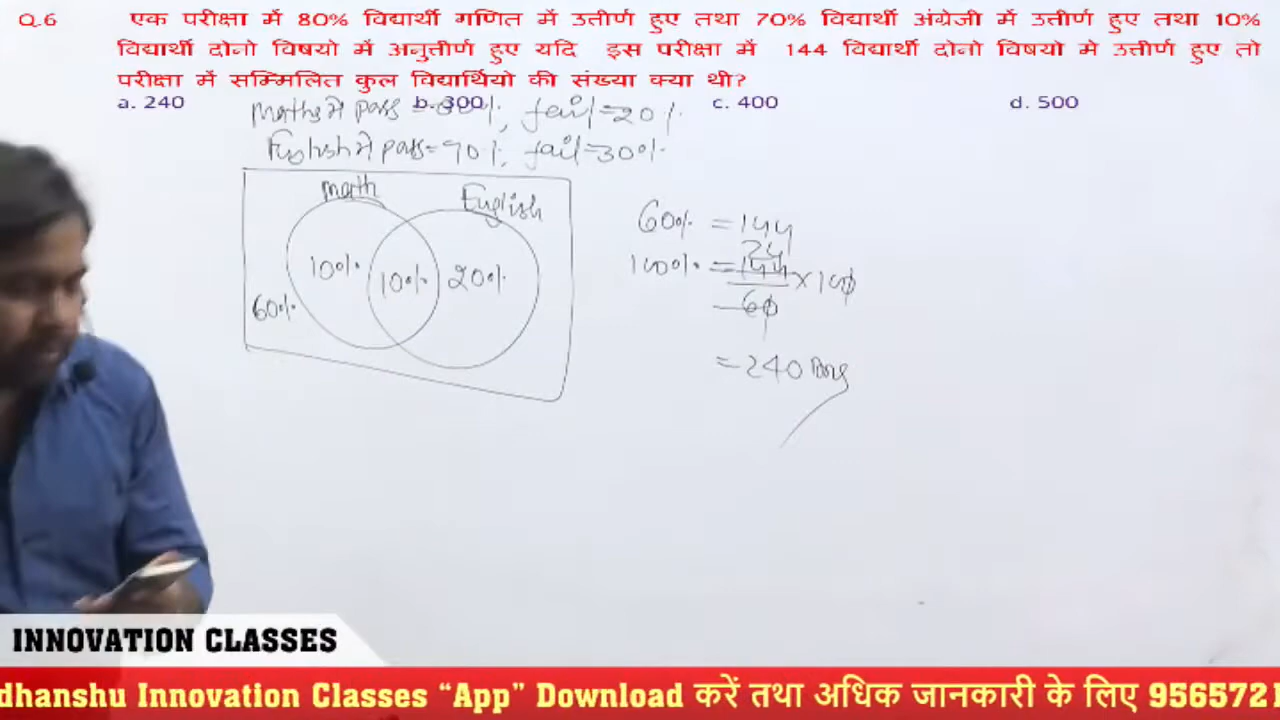 Q.6 एक परीक्षा में 80% विद्यार्थी गणित में उतीर्ण हुए तथा 70% विद्यार्थी अंग्रेजी में उत्तीर्ण हुए तथा 10%
विद्यार्थी दोनो विषयो में अनुत्तीर्ण हुए यदि इस परीक्षा में 144 विद्यार्थी दोनो विषयो मे उत्तीर्ण हुए तो
परीक्षा में सम्मिलित कुल विद्यार्थियो की संख्या क्या थी?
a. 240 b. 300 c. 400 d. 500
Maths में pass = 80%, fail = 20%
English में pass = 70%, fail = 30%
math English
60% = 144
24
100% = 144 × 100
60
10% 10% 20%
60%
= 240 Ans
INNOVATION CLASSES
dhanshu Innovation Classes “App” Download करें तथा अधिक जानकारी के लिए 956572